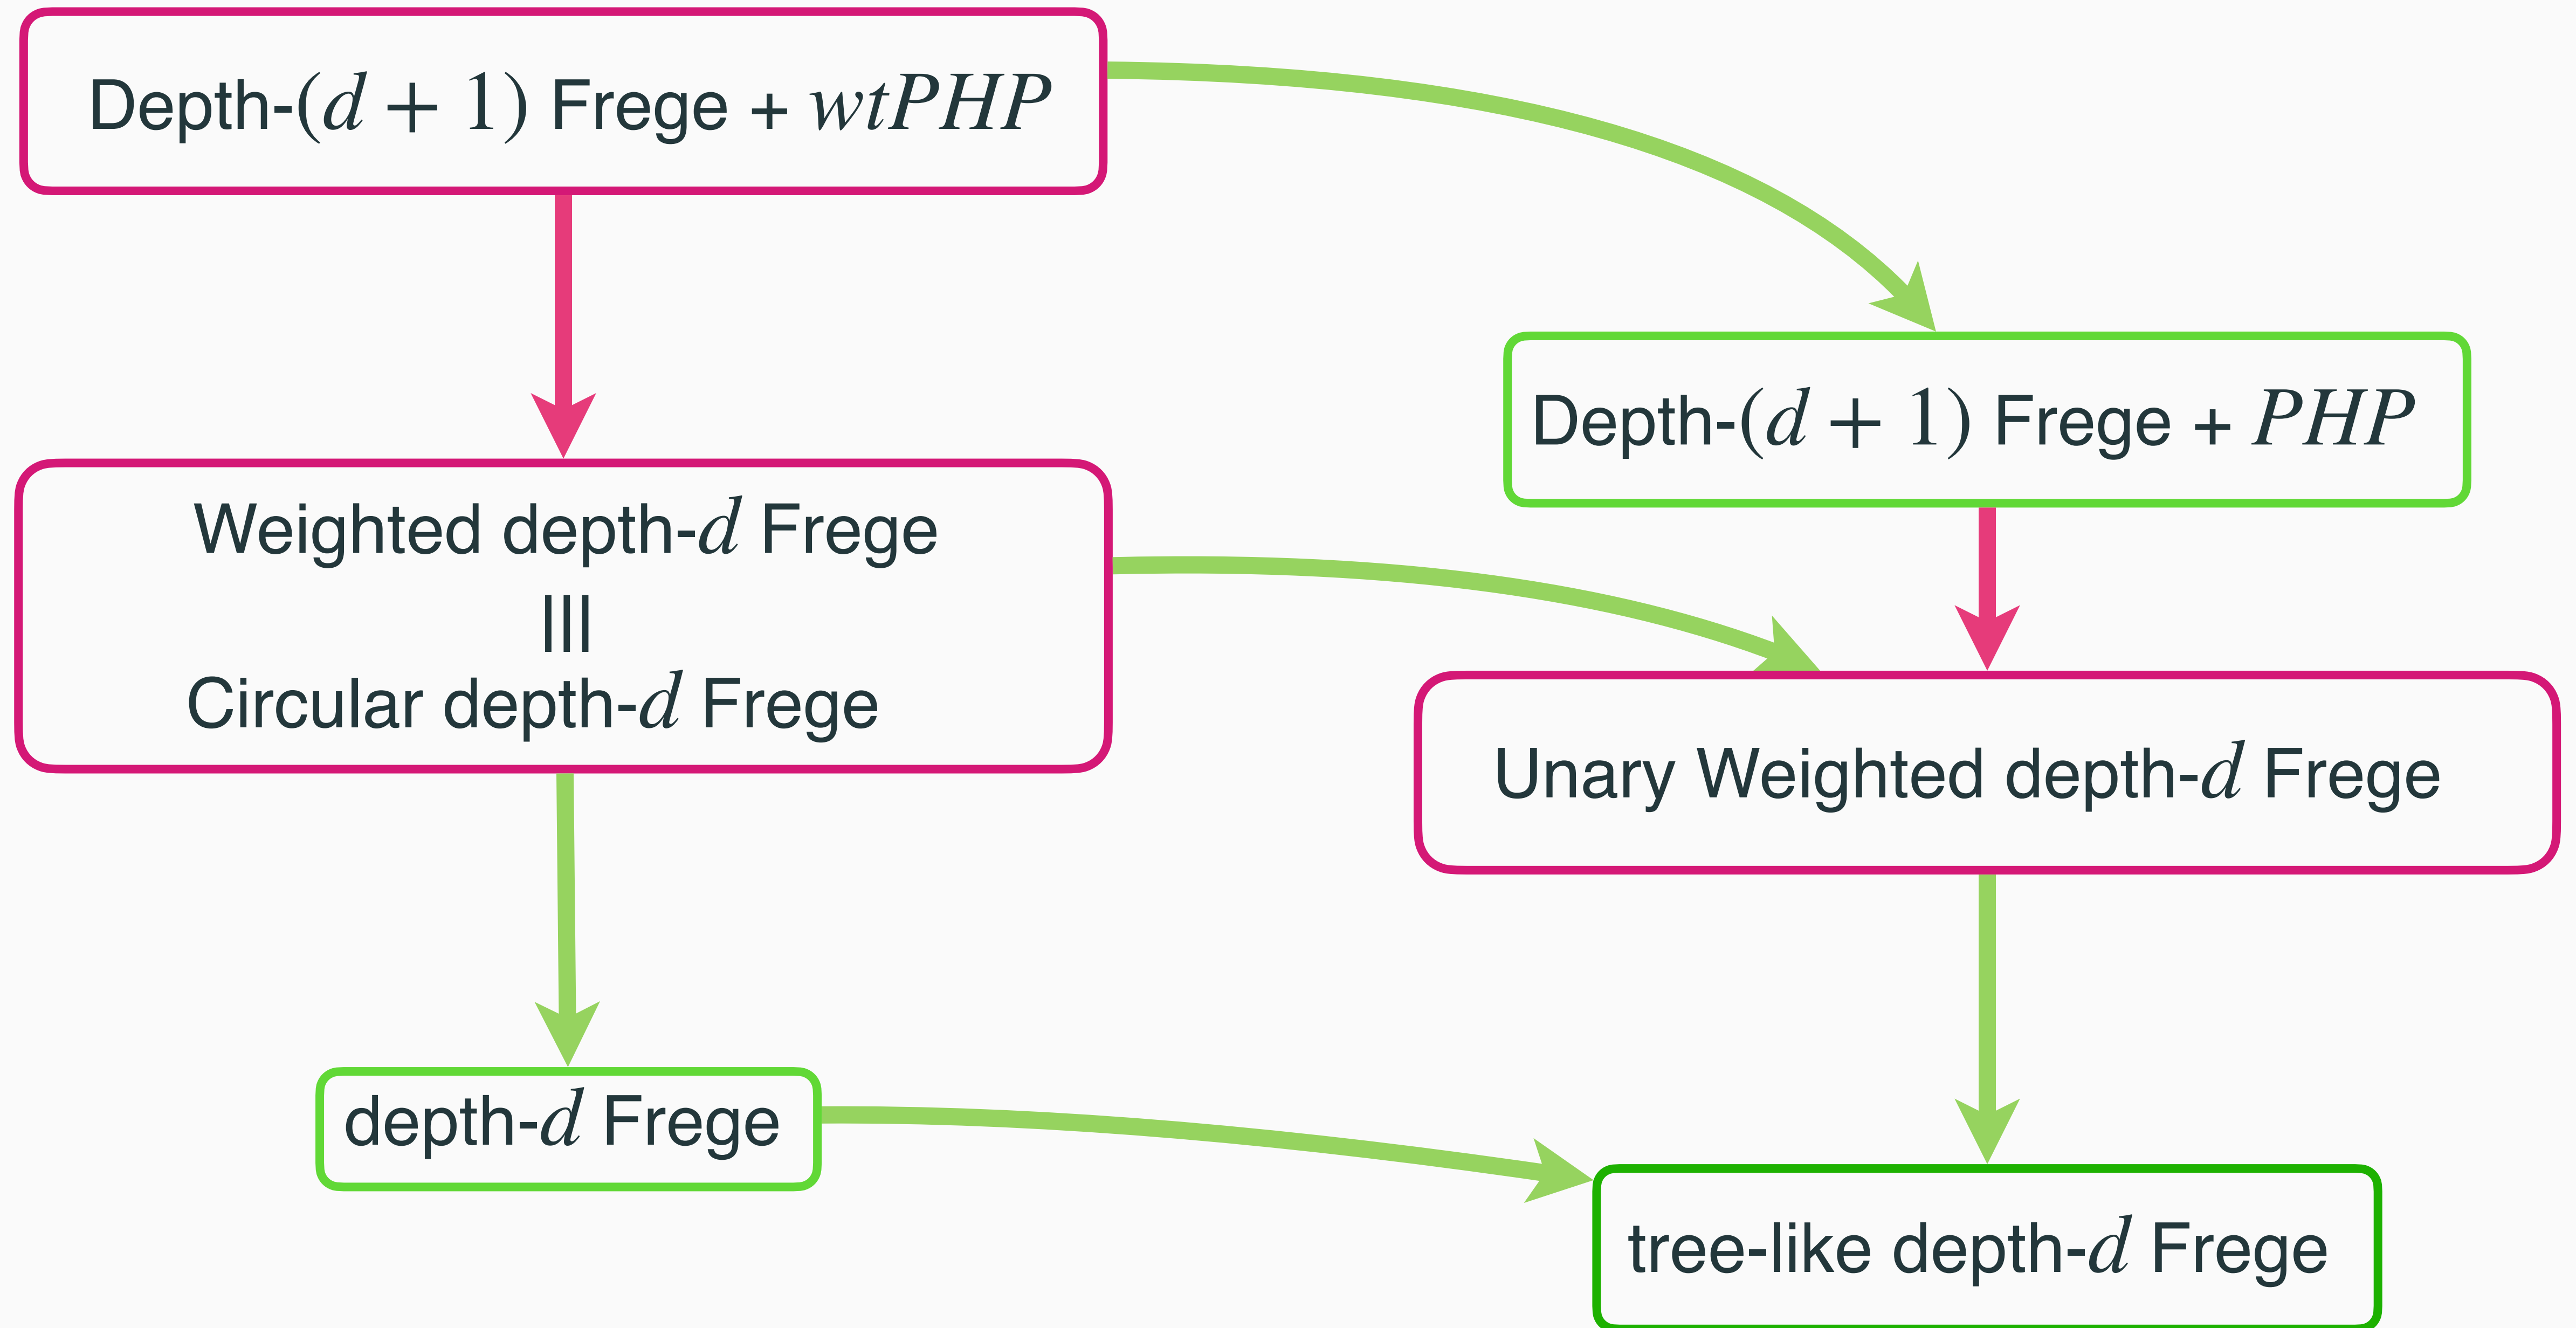 Depth-(d + 1) Frege + wtPHP
Depth-(d + 1) Frege + PHP
Weighted depth-d Frege
|||
Circular depth-d Frege
Unary Weighted depth-d Frege
depth-d Frege
tree-like depth-d Frege